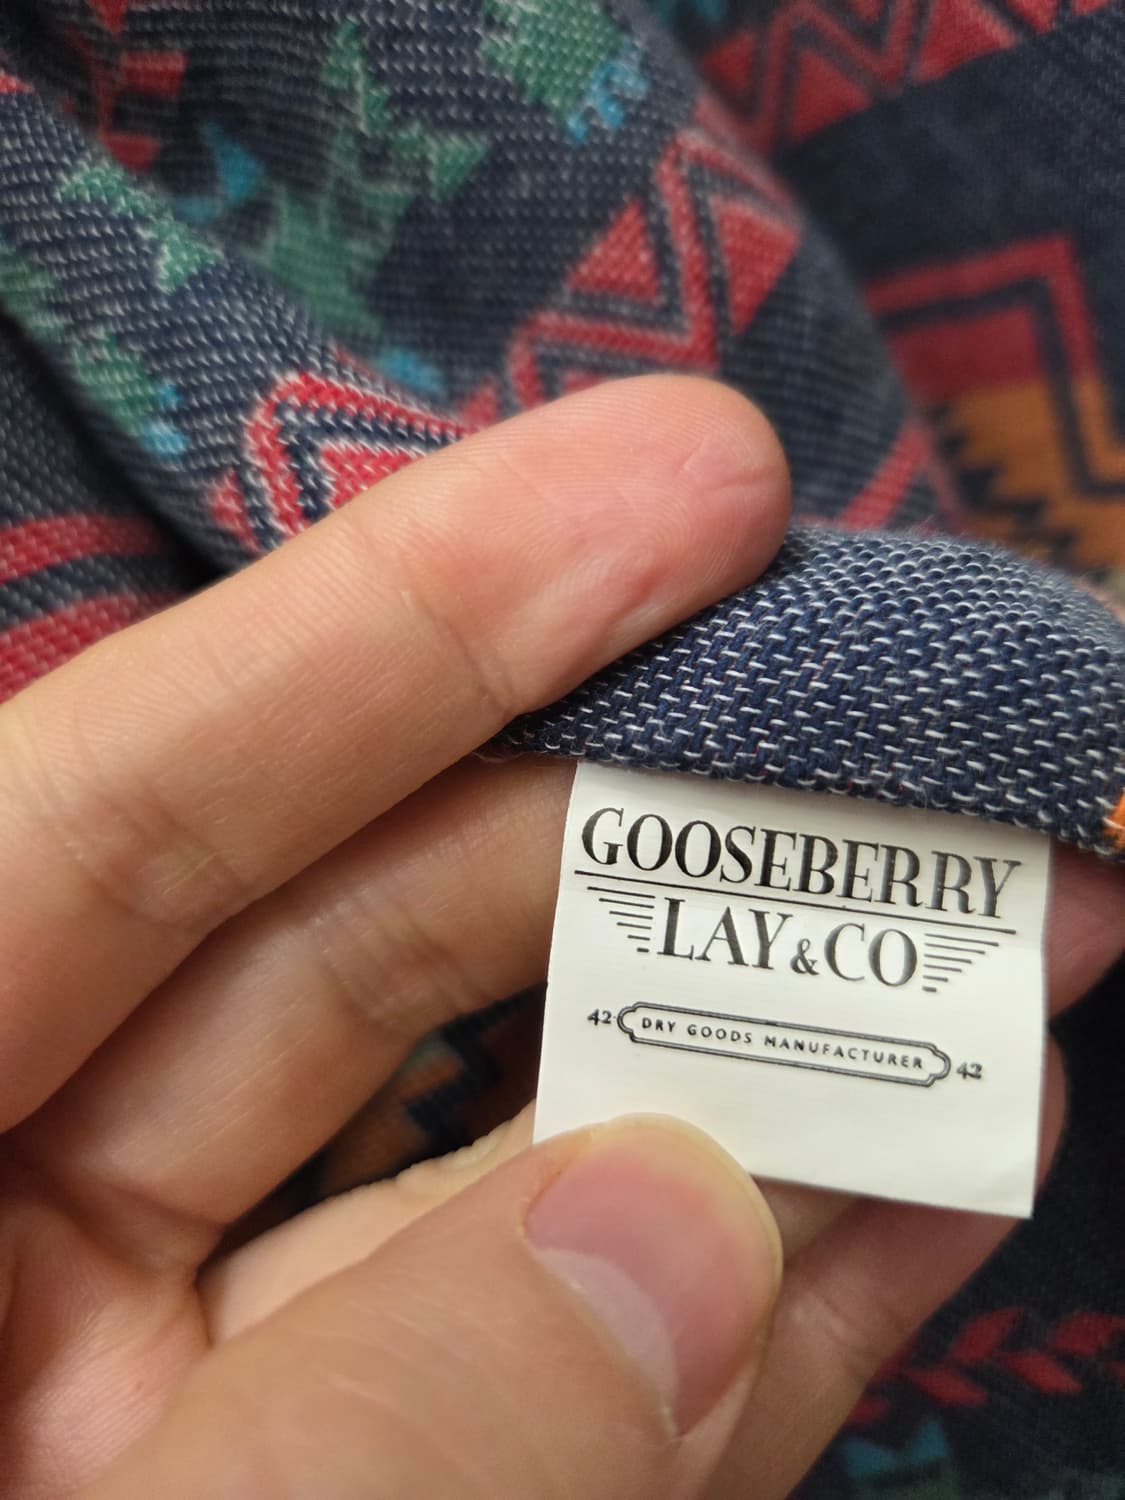 GOOSEBERRY
LAY & CO
42 DRY GOODS MANUFACTURER 42